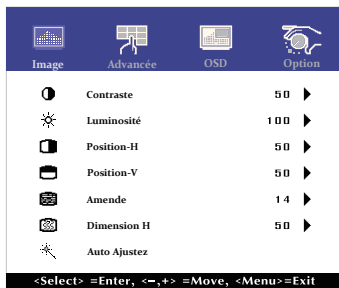 Image Advancée OSD Option
Contraste 50
Luminosité 100
Position-H 50
Position-V 50
Amende 14
Dimension H 50
Auto Ajustez
<Select> =Enter, <−,+> =Move, <Menu>=Exit